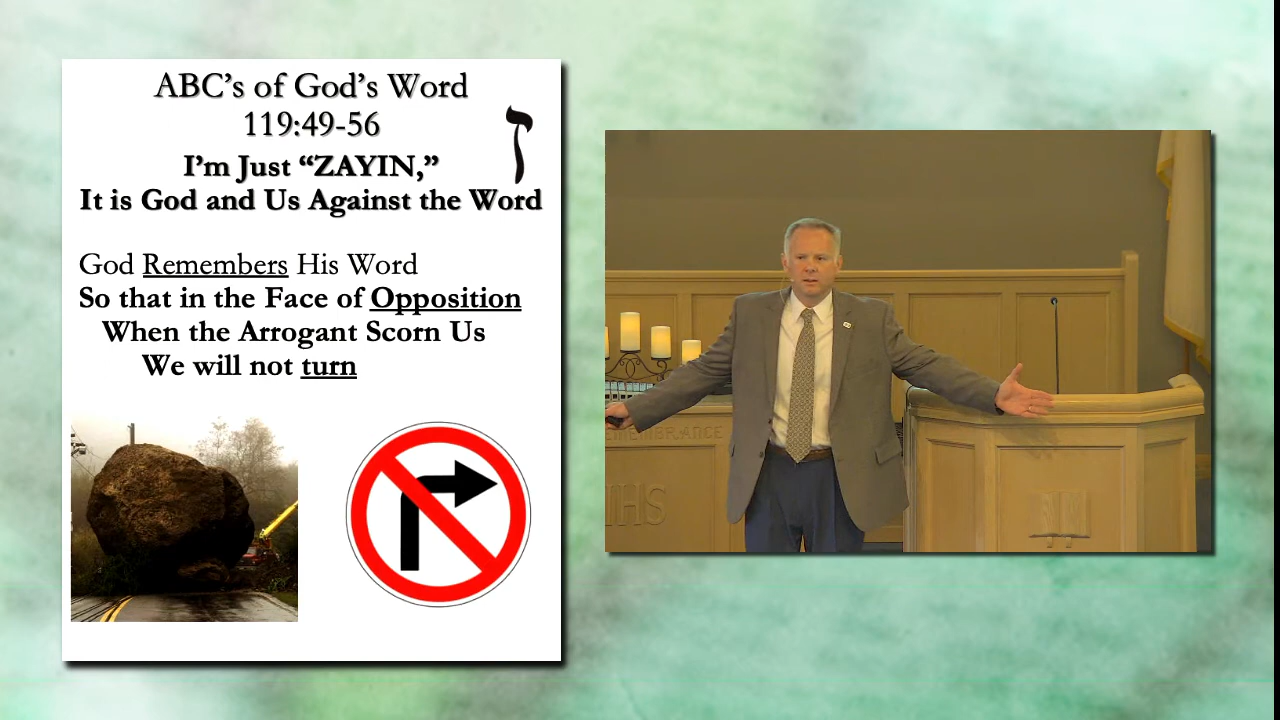 ABC’s of God’s Word
119:49-56
ז
I’m Just “ZAYIN,”
It is God and Us Against the Word
God Remembers His Word
So that in the Face of Opposition
When the Arrogant Scorn Us
We will not turn
REMEMBRANCE
IHS